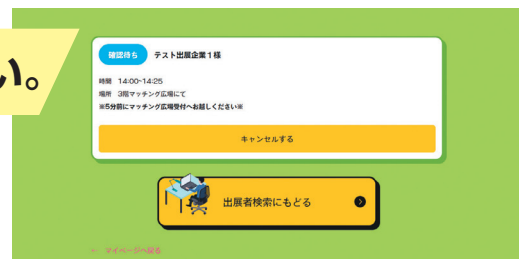 い。
確認待ち テスト出展企業1様
時間 14:00~14:25
場所 3階マッチング広場にて
※5分前にマッチング広場受付へお越しください※
キャンセルする
出展者検索にもどる
← マイページへ戻る